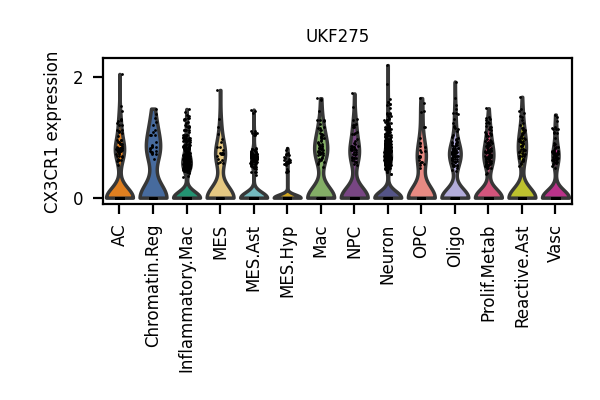 UKF275
CX3CR1 expression
2
0
AC
Chromatin.Reg
Inflammatory.Mac
MES
MES.Ast
MES.Hyp
Mac
NPC
Neuron
OPC
Oligo
Prolif.Metab
Reactive.Ast
Vasc